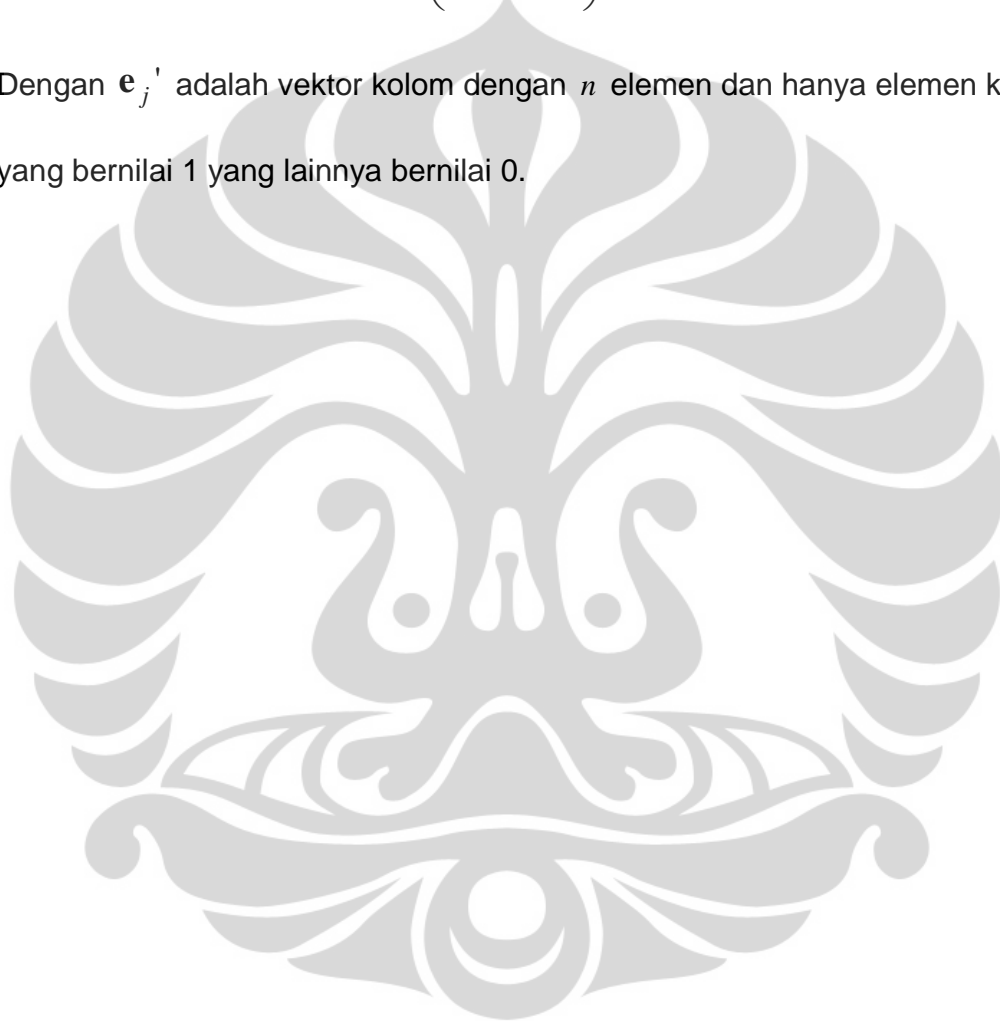 Dengan e_j' adalah vektor kolom dengan n elemen dan hanya elemen k
yang bernilai 1 yang lainnya bernilai 0.